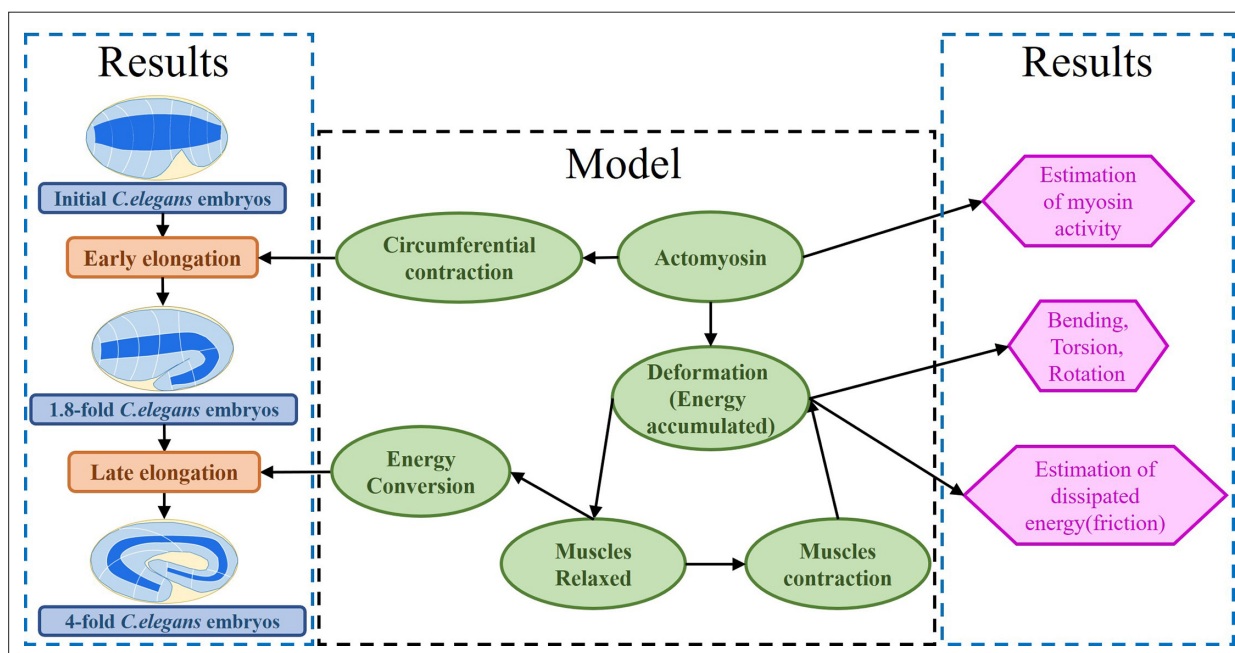 Results
Initial C.elegans embryos
Early elongation
1.8-fold C.elegans embryos
Late elongation
4-fold C.elegans embryos
Model
Circumferential
contraction
Actomyosin
Deformation
(Energy
accumulated)
Energy
Conversion
Muscles
Relaxed
Muscles
contraction
Results
Estimation
of myosin
activity
Bending,
Torsion,
Rotation
Estimation of
dissipated
energy(friction)